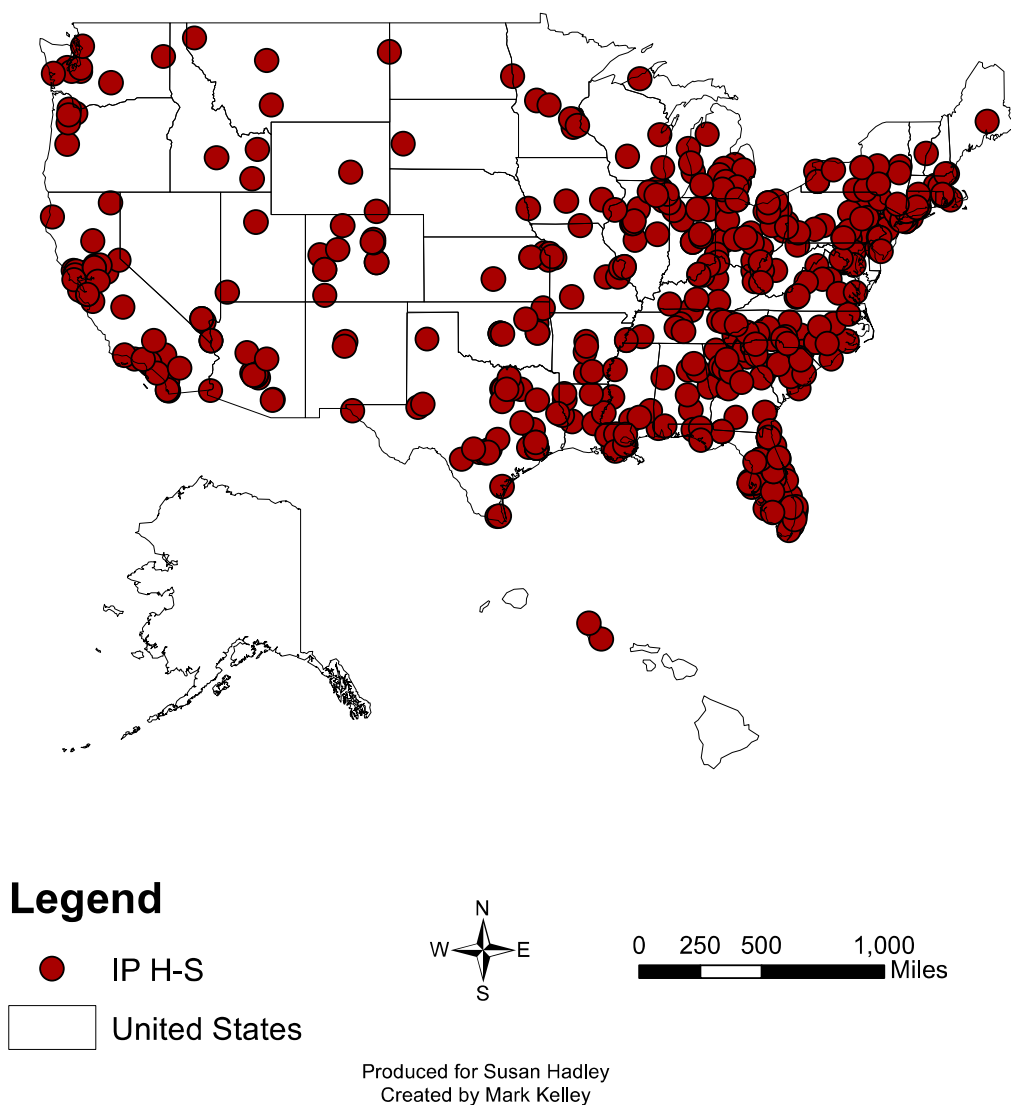 Legend
IP H-S
United States
N
W E
S
0 250 500 1,000
Miles
Produced for Susan Hadley
Created by Mark Kelley